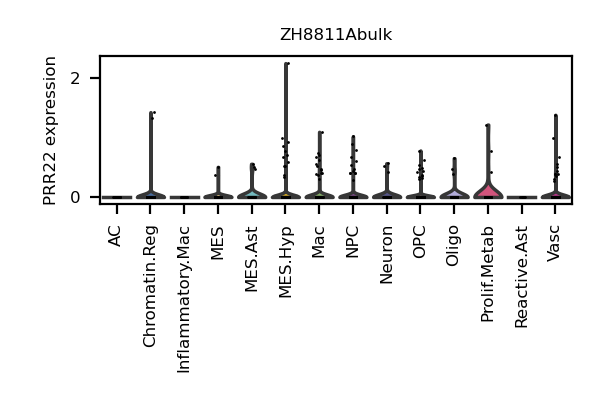 ZH8811Abulk
PRR22 expression
2
0
AC
Chromatin.Reg
Inflammatory.Mac
MES
MES.Ast
MES.Hyp
Mac
NPC
Neuron
OPC
Oligo
Prolif.Metab
Reactive.Ast
Vasc